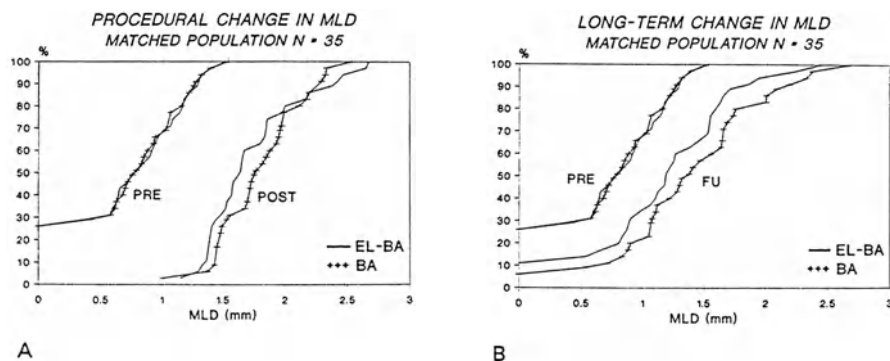 PROCEDURAL CHANGE IN MLD
MATCHED POPULATION N = 35
%
100
90
80
70
60
50
40
30
20
10
0
PRE
POST
EL-BA
BA
0
0.5
1
1.5
2
2.5
3
MLD (mm)
A
LONG-TERM CHANGE IN MLD
MATCHED POPULATION N = 35
%
100
90
80
70
60
50
40
30
20
10
0
PRE
FU
EL-BA
BA
0
0.5
1
1.5
2
2.5
3
MLD (mm)
B